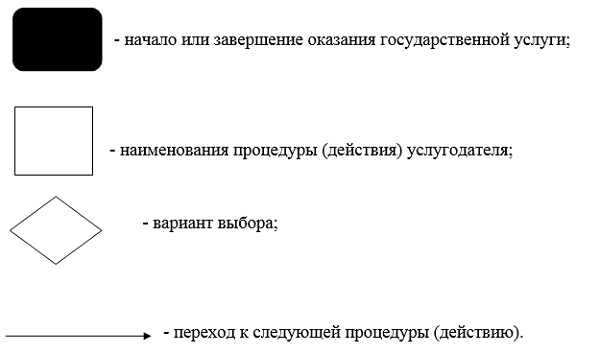 - начало или завершение оказания государственной услуги;
- наименования процедуры (действия) услугодателя;
- вариант выбора;
- переход к следующей процедуры (действию).